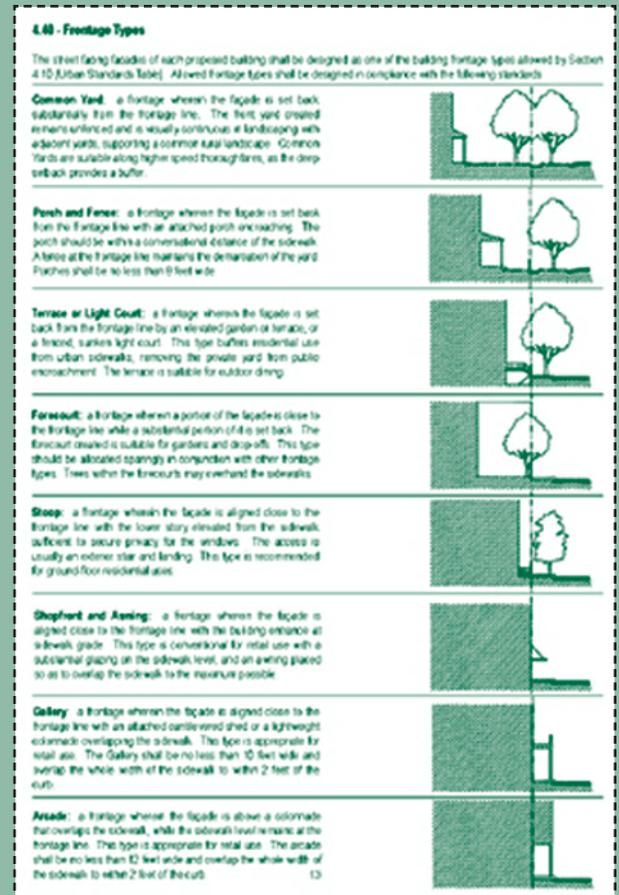 4.40 - Frontage Types
The street facing facades of each proposed building shall be designed as one of the building frontage types allowed by Section
4.10 (Urban Standards Table). Allowed frontage types shall be designed in compliance with the following standards
Common Yard: a frontage wherein the façade is set back
substantially from the frontage line. The front yard created
remains unfenced and is visually continuous in landscaping with
adjacent yards, supporting a common rural landscape. Common
Yards are suitable along higher speed thoroughfares, as the deep
setback provides a buffer.
Porch and Fence: a frontage wherein the façade is set back
from the frontage line with an attached porch encroaching. The
porch should be within a conversational distance of the sidewalk.
A fence at the frontage line maintains the demarcation of the yard.
Porches shall be no less than 8 feet wide
Terrace or Light Court: a frontage wherein the façade is set
back from the frontage line by an elevated garden or terrace, or
a fenced, sunken light court. This type buffers residential use
from urban sidewalks, removing the private yard from public
encroachment. The terrace is suitable for outdoor dining.
Forecourt: a frontage wherein a portion of the façade is close to
the frontage line while a substantial portion of it is set back. The
forecourt created is suitable for gardens and drop-offs. This type
should be allocated sparingly in conjunction with other frontage
types. Trees within the forecourts may overhand the sidewalks.
Stoop: a frontage wherein the façade is aligned close to the
frontage line with the lower story elevated from the sidewalk
sufficient to secure privacy for the windows. The access is
usually an exterior stair and landing. This type is recommended
for ground-floor residential uses
Shopfront and Awning: a frontage wherein the façade is
aligned close to the frontage line with the building entrance at
sidewalk grade. This type is conventional for retail use with a
substantial glazing on the sidewalk level, and an awning placed
so as to overlap the sidewalk to the maximum possible.
Gallery: a frontage wherein the façade is aligned close to the
frontage line with an attached cantilevered shed or a lightweight
colonnade overlapping the sidewalk. This type is appropriate for
retail use. The Gallery shall be no less than 10 feet wide and
overlap the whole width of the sidewalk to within 2 feet of the
curb.
Arcade: a frontage wherein the façade is above a colonnade
that overlaps the sidewalk, while the sidewalk level remains at the
frontage line. This type is appropriate for retail use. The arcade
shall be no less than 12 feet wide and overlap the whole width of
the sidewalk to within 2 feet of the curb. 13